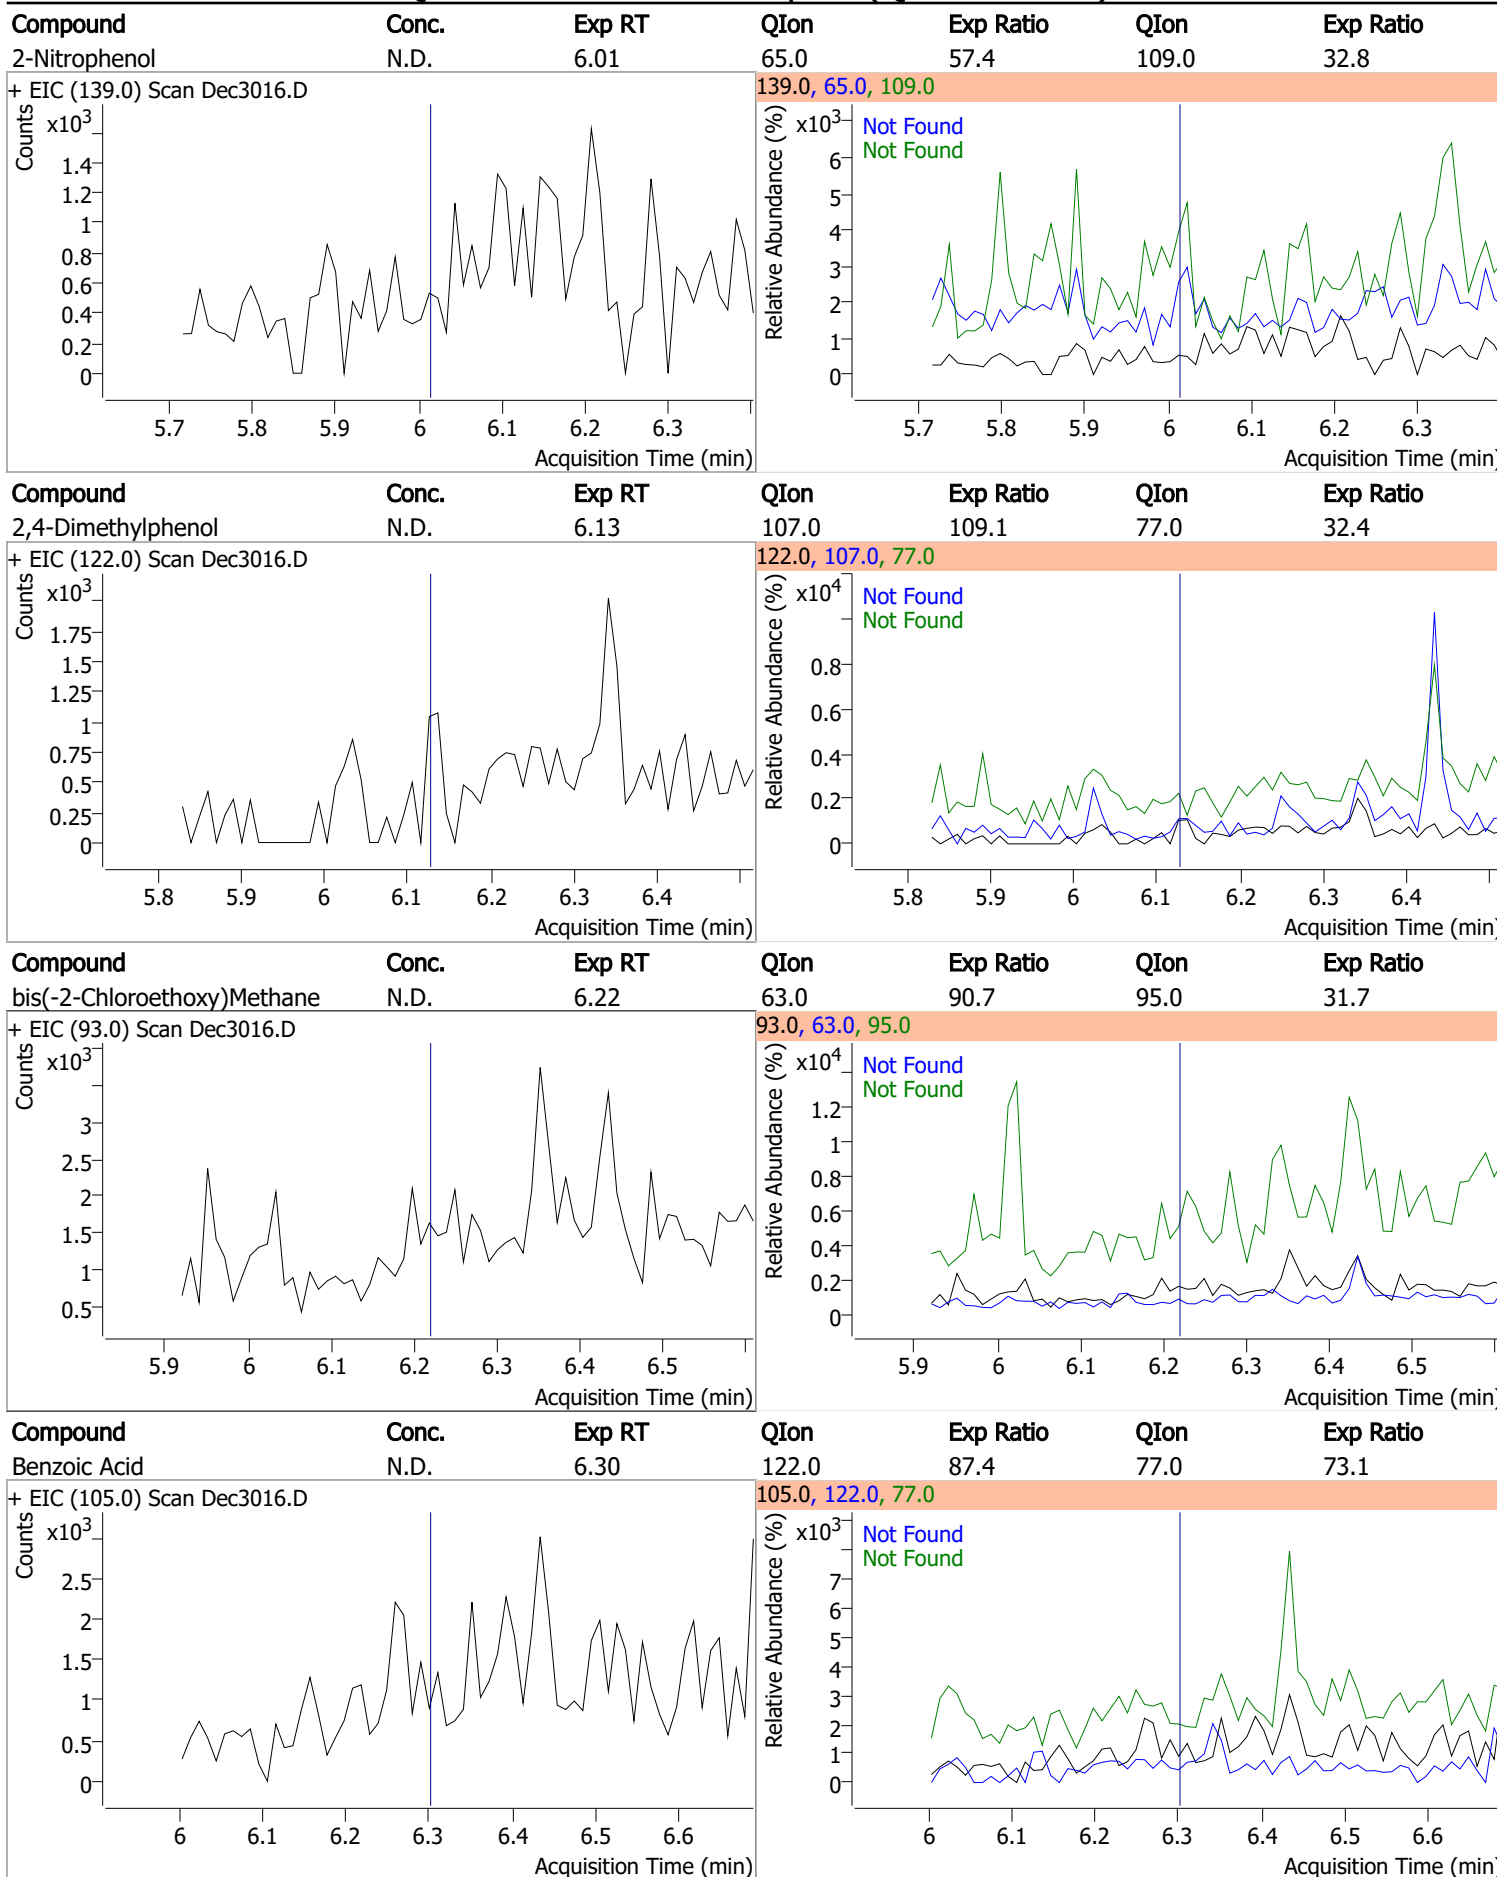 Compound Conc. Exp RT QIon Exp Ratio QIon Exp Ratio
2-Nitrophenol N.D. 6.01 65.0 57.4 109.0 32.8
+ EIC (139.0) Scan Dec3016.D
Counts
x10³
1.4
1.2
1
0.8
0.6
0.4
0.2
0
5.7 5.8 5.9 6 6.1 6.2 6.3
Acquisition Time (min)
139.0, 65.0, 109.0
Relative Abundance (%)
x10³
Not Found
Not Found
6
5
4
3
2
1
0
5.7 5.8 5.9 6 6.1 6.2 6.3
Acquisition Time (min)
Compound Conc. Exp RT QIon Exp Ratio QIon Exp Ratio
2,4-Dimethylphenol N.D. 6.13 107.0 109.1 77.0 32.4
+ EIC (122.0) Scan Dec3016.D
Counts
x10³
1.75
1.5
1.25
1
0.75
0.5
0.25
0
5.8 5.9 6 6.1 6.2 6.3 6.4
Acquisition Time (min)
122.0, 107.0, 77.0
Relative Abundance (%)
x10⁴
Not Found
Not Found
0.8
0.6
0.4
0.2
0
5.8 5.9 6 6.1 6.2 6.3 6.4
Acquisition Time (min)
Compound Conc. Exp RT QIon Exp Ratio QIon Exp Ratio
bis(-2-Chloroethoxy)Methane N.D. 6.22 63.0 90.7 95.0 31.7
+ EIC (93.0) Scan Dec3016.D
Counts
x10³
3
2.5
2
1.5
1
0.5
5.9 6 6.1 6.2 6.3 6.4 6.5
Acquisition Time (min)
93.0, 63.0, 95.0
Relative Abundance (%)
x10⁴
Not Found
Not Found
1.2
1
0.8
0.6
0.4
0.2
0
5.9 6 6.1 6.2 6.3 6.4 6.5
Acquisition Time (min)
Compound Conc. Exp RT QIon Exp Ratio QIon Exp Ratio
Benzoic Acid N.D. 6.30 122.0 87.4 77.0 73.1
+ EIC (105.0) Scan Dec3016.D
Counts
x10³
2.5
2
1.5
1
0.5
0
6 6.1 6.2 6.3 6.4 6.5 6.6
Acquisition Time (min)
105.0, 122.0, 77.0
Relative Abundance (%)
x10³
Not Found
Not Found
7
6
5
4
3
2
1
0
6 6.1 6.2 6.3 6.4 6.5 6.6
Acquisition Time (min)